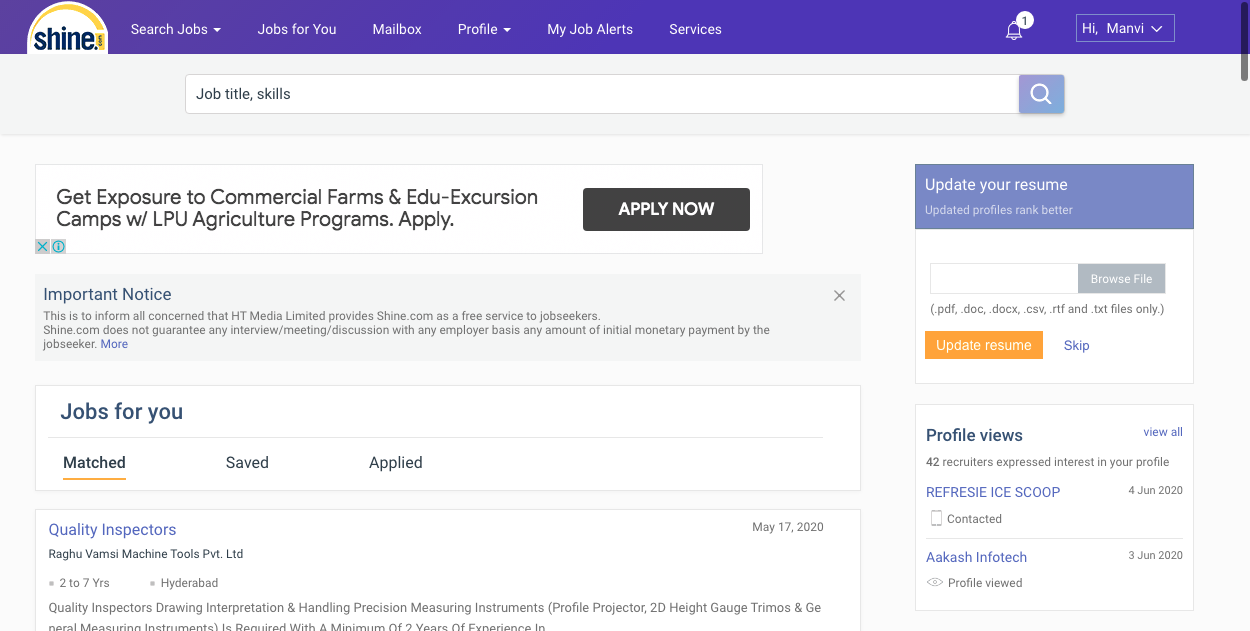 shine.com
Search Jobs
Jobs for You
Mailbox
Profile
My Job Alerts
Services
1
Hi, Manvi
Job title, skills
Get Exposure to Commercial Farms & Edu-Excursion
Camps w/ LPU Agriculture Programs. Apply.
APPLY NOW
Important Notice
This is to inform all concerned that HT Media Limited provides Shine.com as a free service to jobseekers.
Shine.com does not guarantee any interview/meeting/discussion with any employer basis any amount of initial monetary payment by the
jobseeker. More
Jobs for you
Matched
Saved
Applied
Quality Inspectors
May 17, 2020
Raghu Vamsi Machine Tools Pvt. Ltd
2 to 7 Yrs
Hyderabad
Quality Inspectors Drawing Interpretation & Handling Precision Measuring Instruments (Profile Projector, 2D Height Gauge Trimos & Ge
neral Measuring Instruments) Is Required With A Minimum Of 2 Years Of Experience In
Update your resume
Updated profiles rank better
Browse File
(.pdf, .doc, .docx, .csv, .rtf and .txt files only.)
Update resume
Skip
Profile views
view all
42 recruiters expressed interest in your profile
REFRESIE ICE SCOOP
4 Jun 2020
Contacted
Aakash Infotech
3 Jun 2020
Profile viewed